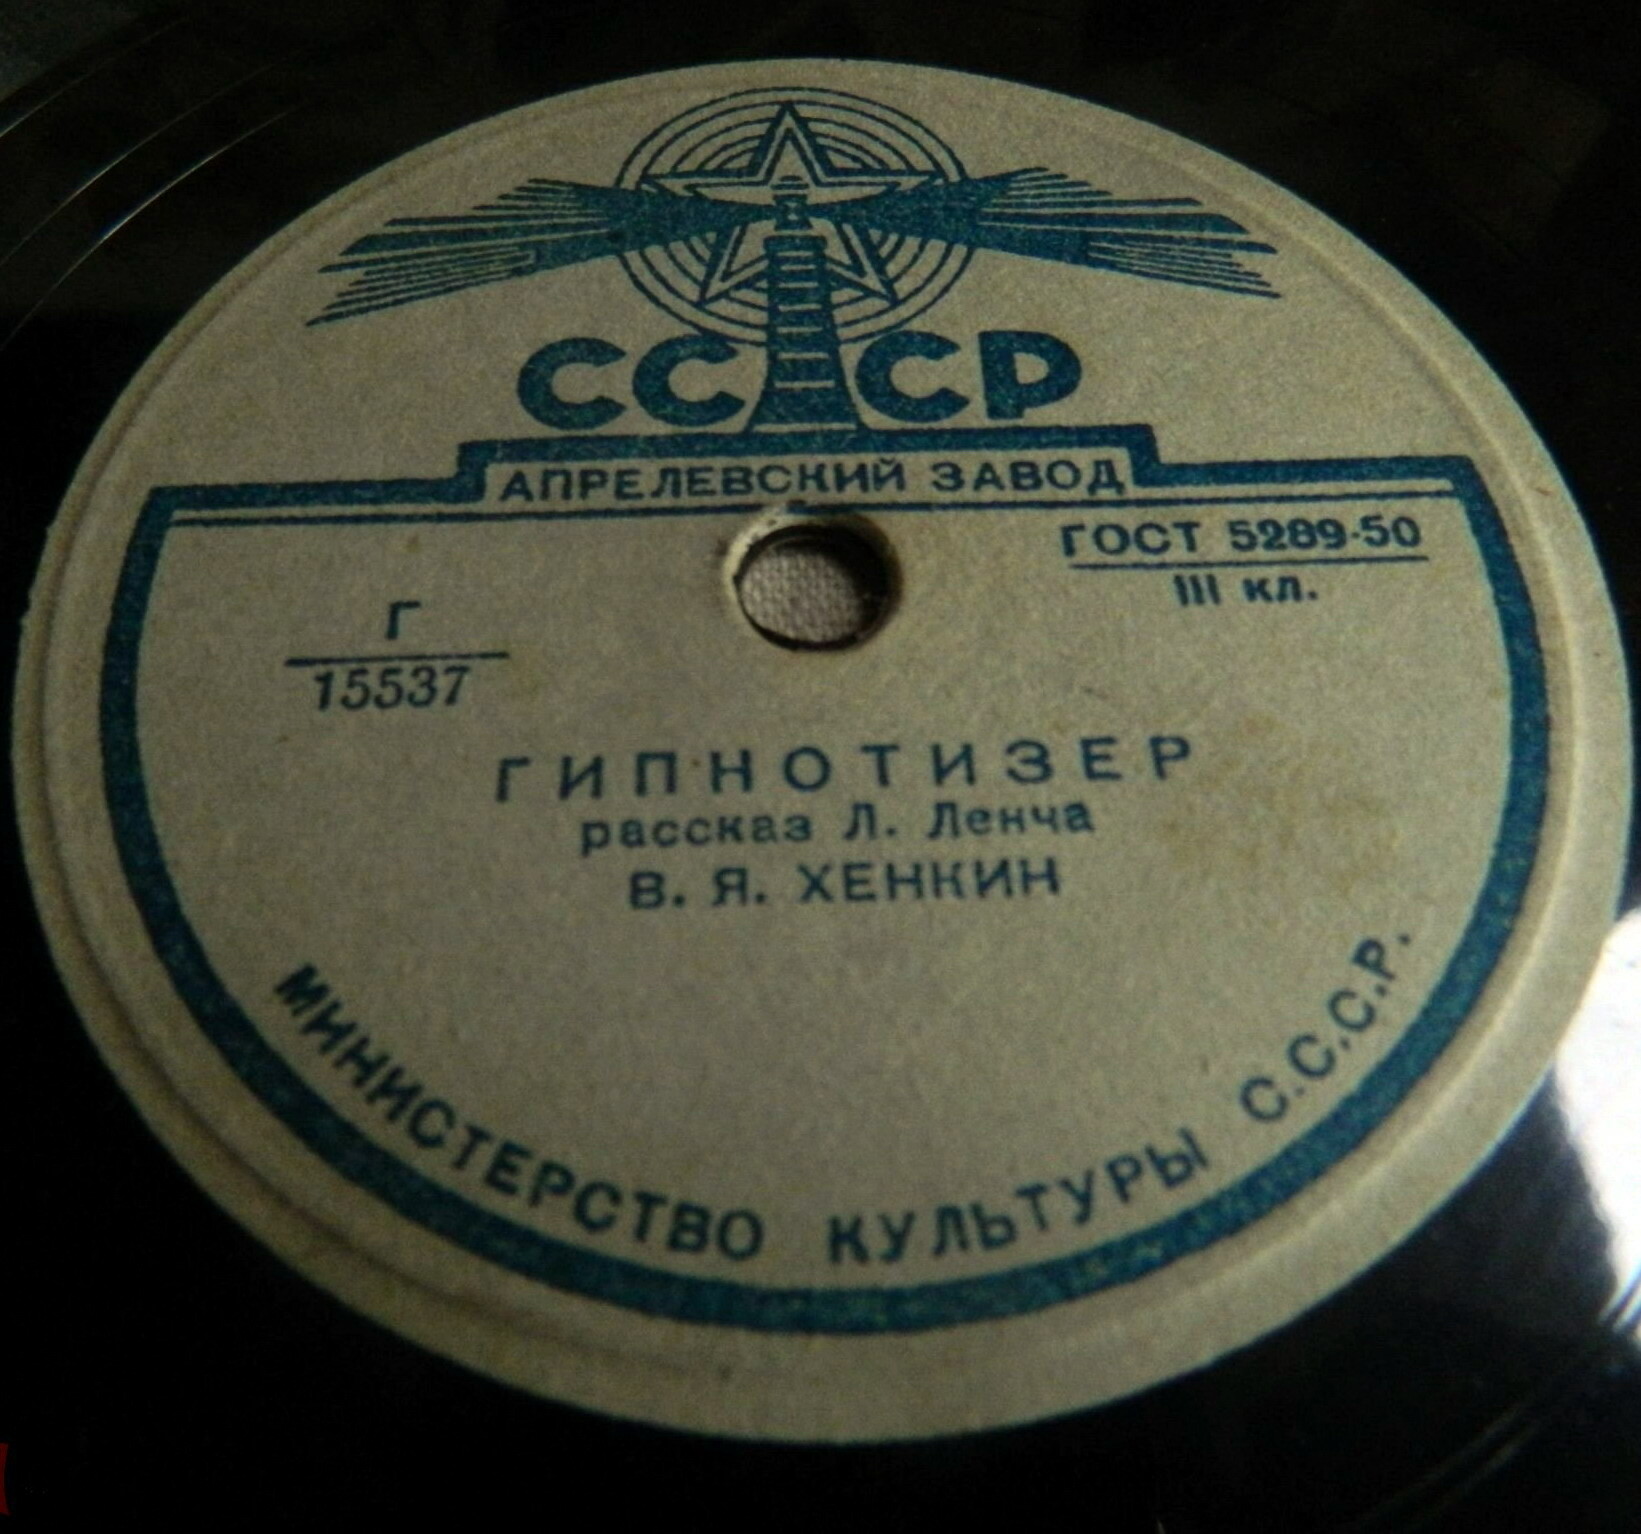 СССР
АПРЕЛЕВСКИЙ ЗАВОД
ГОСТ 5289-50
III кл.
Г
15537
ГИПНОТИЗЕР
рассказ Л. Ленча
В. Я. ХЕНКИН
МИНИСТЕРСТВО КУЛЬТУРЫ С.С.С.Р.